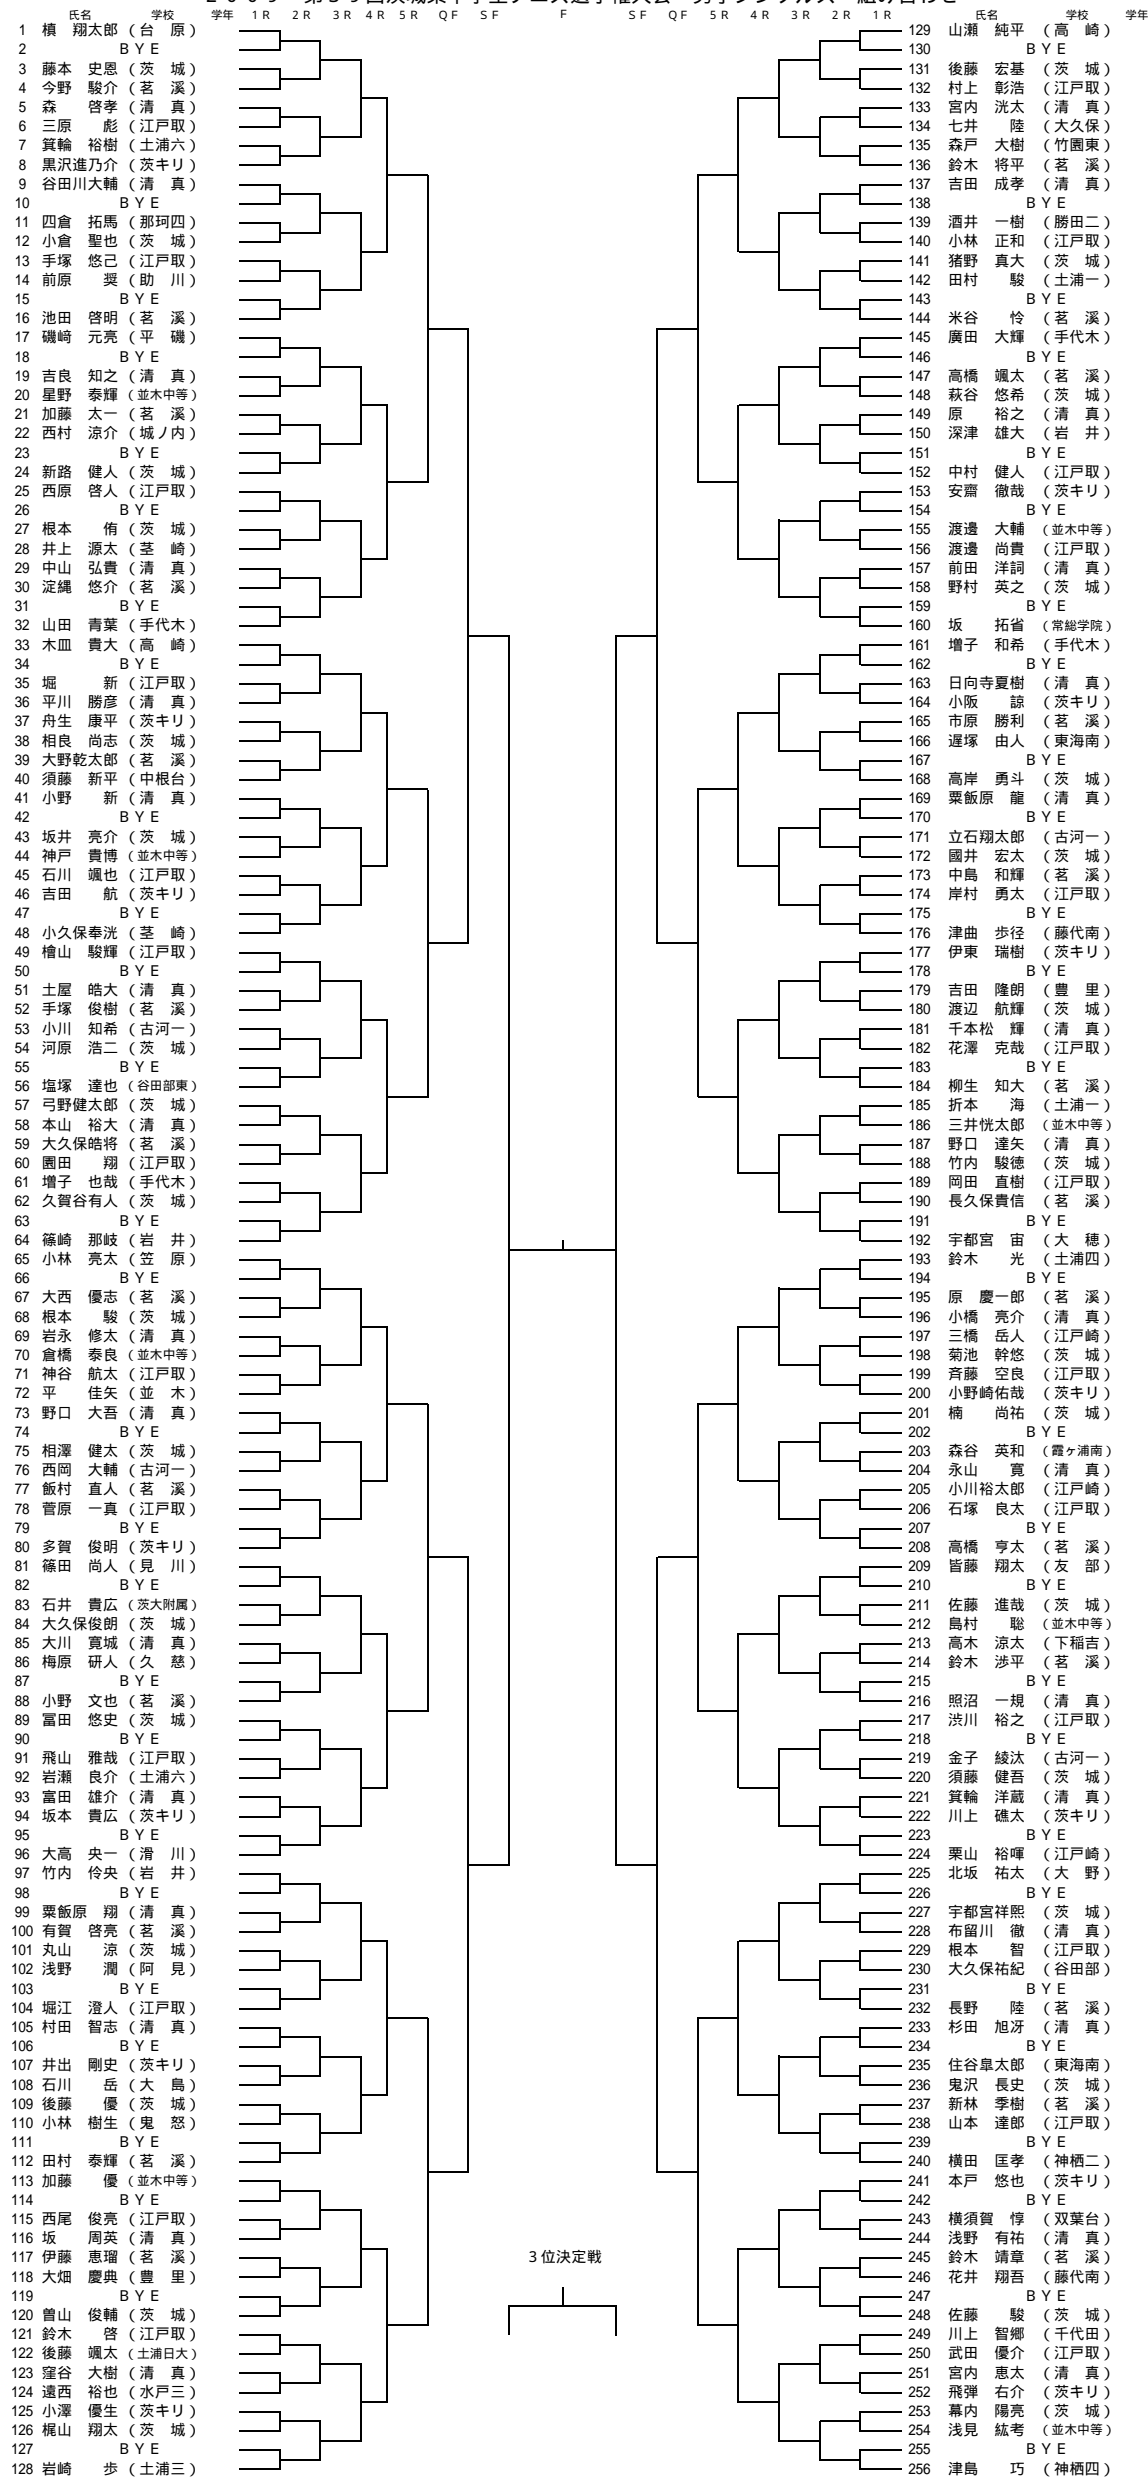 氏名 学校 学年 1R 2R 3R 4R 5R QF SF F SF QF 5R 4R 3R 2R 1R 氏名 学校 学年
1 槙 翔太郎 (台 原) 129 山瀬 純平 (高 崎)
2 BYE 130 BYE
3 藤本 史恩 (茨 城) 131 後藤 宏基 (茨 城)
4 今野 駿介 (茗 溪) 132 村上 彰浩 (江戸取)
5 森 啓孝 (清 真) 133 宮内 洸太 (清 真)
6 三原 彪 (江戸取) 134 七井 陸 (大久保)
7 箕輪 裕樹 (土浦六) 135 森戸 大樹 (竹園東)
8 黒沢進乃介 (茨キリ) 136 鈴木 将平 (茗 溪)
9 谷田川大輔 (清 真) 137 吉田 成孝 (清 真)
10 BYE 138 BYE
11 四倉 拓馬 (那珂四) 139 酒井 一樹 (勝田二)
12 小倉 聖也 (茨 城) 140 小林 正和 (江戸取)
13 手塚 悠己 (江戸取) 141 猪野 真大 (茨 城)
14 前原 奨 (助 川) 142 田村 駿 (土浦一)
15 BYE 143 BYE
16 池田 啓明 (茗 溪) 144 米谷 怜 (茗 溪)
17 磯﨑 元亮 (平 磯) 145 廣田 大輝 (手代木)
18 BYE 146 BYE
19 吉良 知之 (清 真) 147 高橋 颯太 (茗 溪)
20 星野 泰輝 (並木中等) 148 萩谷 悠希 (茨 城)
21 加藤 太一 (茗 溪) 149 原 裕之 (清 真)
22 西村 涼介 (城ノ内) 150 深津 雄大 (岩 井)
23 BYE 151 BYE
24 新路 健人 (茨 城) 152 中村 健人 (江戸取)
25 西原 啓人 (江戸取) 153 安齋 徹哉 (茨キリ)
26 BYE 154 BYE
27 根本 侑 (茨 城) 155 渡邊 大輔 (並木中等)
28 井上 源太 (茎 崎) 156 渡邊 尚貴 (江戸取)
29 中山 弘貴 (清 真) 157 前田 洋詞 (清 真)
30 淀縄 悠介 (茗 溪) 158 野村 英之 (茨 城)
31 BYE 159 BYE
32 山田 青葉 (手代木) 160 坂 拓省 (常総学院)
33 木皿 貴大 (高 崎) 161 増子 和希 (手代木)
34 BYE 162 BYE
35 堀 新 (江戸取) 163 日向寺夏樹 (清 真)
36 平川 勝彦 (清 真) 164 小阪 諒 (茨キリ)
37 舟生 康平 (茨キリ) 165 市原 勝利 (茗 溪)
38 相良 尚志 (茨 城) 166 遅塚 由人 (東海南)
39 大野乾太郎 (茗 溪) 167 BYE
40 須藤 新平 (中根台) 168 高岸 勇斗 (茨 城)
41 小野 新 (清 真) 169 粟飯原 龍 (清 真)
42 BYE 170 BYE
43 坂井 亮介 (茨 城) 171 立石翔太郎 (古河一)
44 神戸 貴博 (並木中等) 172 國井 宏太 (茨 城)
45 石川 颯也 (江戸取) 173 中島 和輝 (茗 溪)
46 吉田 航 (茨キリ) 174 岸村 勇太 (江戸取)
47 BYE 175 BYE
48 小久保奉洸 (茎 崎) 176 津曲 歩径 (藤代南)
49 檜山 駿輝 (江戸取) 177 伊東 瑞樹 (茨キリ)
50 BYE 178 BYE
51 土屋 皓大 (清 真) 179 吉田 隆朗 (豊 里)
52 手塚 俊樹 (茗 溪) 180 渡辺 航輝 (茨 城)
53 小川 知希 (古河一) 181 千本松 輝 (清 真)
54 河原 浩二 (茨 城) 182 花澤 克哉 (江戸取)
55 BYE 183 BYE
56 塩塚 達也 (谷田部東) 184 柳生 知大 (茗 溪)
57 弓野健太郎 (茨 城) 185 折本 海 (土浦一)
58 本山 裕大 (清 真) 186 三井恍太郎 (並木中等)
59 大久保皓将 (茗 溪) 187 野口 達矢 (清 真)
60 園田 翔 (江戸取) 188 竹内 駿徳 (茨 城)
61 増子 也哉 (手代木) 189 岡田 直樹 (江戸取)
62 久賀谷有人 (茨 城) 190 長久保貴信 (茗 溪)
63 BYE 191 BYE
64 篠崎 那岐 (岩 井) 192 宇都宮 宙 (大 穂)
65 小林 亮太 (笠 原) 193 鈴木 光 (土浦四)
66 BYE 194 BYE
67 大西 優志 (茗 溪) 195 原 慶一郎 (茗 溪)
68 根本 駿 (茨 城) 196 小橋 亮介 (清 真)
69 岩永 修太 (清 真) 197 三橋 岳人 (江戸崎)
70 倉橋 泰良 (並木中等) 198 菊池 幹悠 (茨 城)
71 神谷 航太 (江戸取) 199 斉藤 空良 (江戸取)
72 平 佳矢 (並 木) 200 小野崎佑哉 (茨キリ)
73 野口 大吾 (清 真) 201 楠 尚祐 (茨 城)
74 BYE 202 BYE
75 相澤 健太 (茨 城) 203 森谷 英和 (霞ヶ浦南)
76 西岡 大輔 (古河一) 204 永山 寛 (清 真)
77 飯村 直人 (茗 溪) 205 小川裕太郎 (江戸崎)
78 菅原 一真 (江戸取) 206 石塚 良太 (江戸取)
79 BYE 207 BYE
80 多賀 俊明 (茨キリ) 208 高橋 亨太 (茗 溪)
81 篠田 尚人 (見 川) 209 皆藤 翔太 (友 部)
82 BYE 210 BYE
83 石井 貴広 (茨大附属) 211 佐藤 進哉 (茨 城)
84 大久保俊朗 (茨 城) 212 島村 聡 (並木中等)
85 大川 寛城 (清 真) 213 高木 涼太 (下稲吉)
86 梅原 研人 (久 慈) 214 鈴木 渉平 (茗 溪)
87 BYE 215 BYE
88 小野 文也 (茗 溪) 216 照沼 一規 (清 真)
89 冨田 悠史 (茨 城) 217 渋川 裕之 (江戸取)
90 BYE 218 BYE
91 飛山 雅哉 (江戸取) 219 金子 綾汰 (古河一)
92 岩瀬 良介 (土浦六) 220 須藤 健吾 (茨 城)
93 富田 雄介 (清 真) 221 箕輪 洋蔵 (清 真)
94 坂本 貴広 (茨キリ) 222 川上 礁太 (茨キリ)
95 BYE 223 BYE
96 大高 央一 (滑 川) 224 栗山 裕暉 (江戸崎)
97 竹内 伶央 (岩 井) 225 北坂 祐太 (大 野)
98 BYE 226 BYE
99 粟飯原 翔 (清 真) 227 宇都宮祥熙 (茨 城)
100 有賀 啓亮 (茗 溪) 228 布留川 徹 (清 真)
101 丸山 涼 (茨 城) 229 根本 智 (江戸取)
102 浅野 潤 (阿 見) 230 大久保祐紀 (谷田部)
103 BYE 231 BYE
104 堀江 澄人 (江戸取) 232 長野 陸 (茗 溪)
105 村田 智志 (清 真) 233 杉田 旭冴 (清 真)
106 BYE 234 BYE
107 井出 剛史 (茨キリ) 235 住谷皐太郎 (東海南)
108 石川 岳 (大 島) 236 鬼沢 長史 (茨 城)
109 後藤 優 (茨 城) 237 新林 季樹 (茗 溪)
110 小林 樹生 (鬼 怒) 238 山本 達郎 (江戸取)
111 BYE 239 BYE
112 田村 泰輝 (茗 溪) 240 横田 匡孝 (神栖二)
113 加藤 優 (並木中等) 241 本戸 悠也 (茨キリ)
114 BYE 242 BYE
115 西尾 俊亮 (江戸取) 243 横須賀 惇 (双葉台)
116 坂 周英 (清 真) 244 浅野 有祐 (清 真)
117 伊藤 恵瑠 (茗 溪) 3位決定戦 245 鈴木 靖章 (茗 溪)
118 大畑 慶典 (豊 里) 246 花井 翔吾 (藤代南)
119 BYE 247 BYE
120 曽山 俊輔 (茨 城) 248 佐藤 駿 (茨 城)
121 鈴木 啓 (江戸取) 249 川上 智郷 (千代田)
122 後藤 颯太 (土浦日大) 250 武田 優介 (江戸取)
123 窪谷 大樹 (清 真) 251 宮内 恵太 (清 真)
124 遠西 裕也 (水戸三) 252 飛弾 右介 (茨キリ)
125 小澤 優生 (茨キリ) 253 幕内 陽亮 (茨 城)
126 梶山 翔太 (茨 城) 254 浅見 紘考 (並木中等)
127 BYE 255 BYE
128 岩崎 歩 (土浦三) 256 津島 巧 (神栖四)